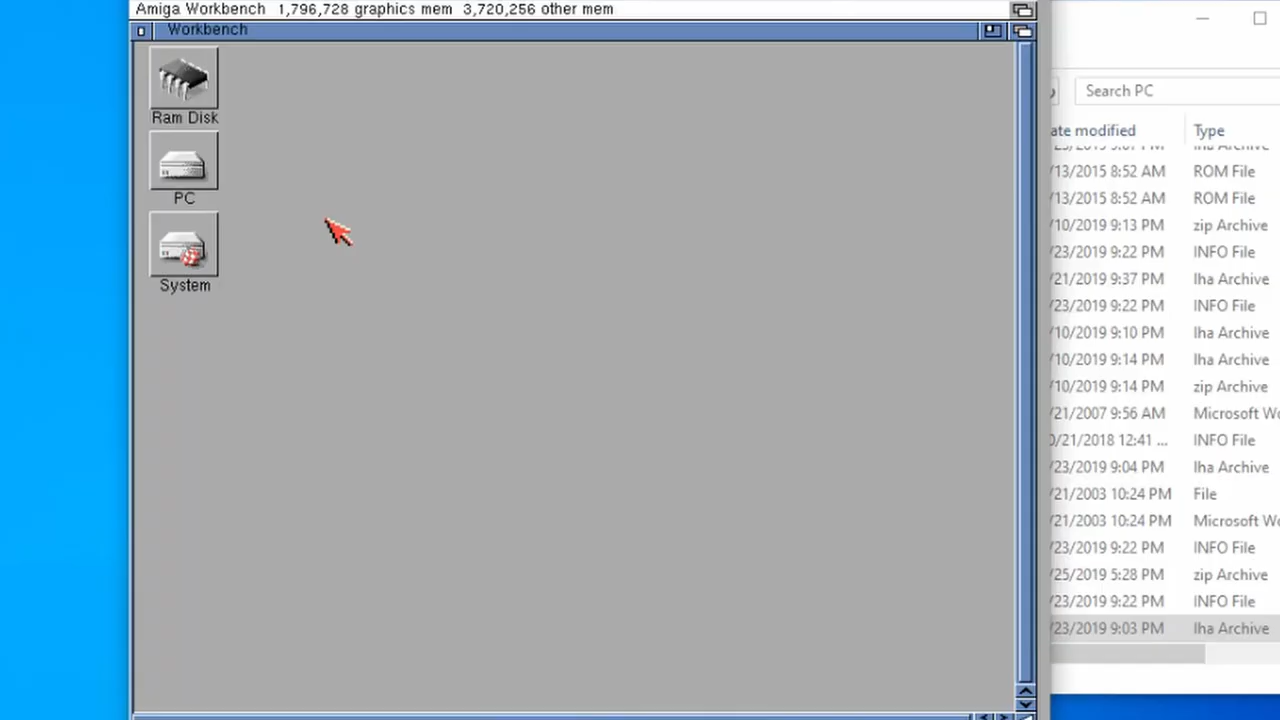 Amiga Workbench 1,796,728 graphics mem 3,720,256 other mem
Workbench
Ram Disk
PC
System
Search PC
ate modified Type
/13/2015 8:52 AM ROM File
/13/2015 8:52 AM ROM File
/10/2019 9:13 PM zip Archive
/23/2019 9:22 PM INFO File
/21/2019 9:37 PM lha Archive
/23/2019 9:22 PM INFO File
/10/2019 9:10 PM lha Archive
/10/2019 9:14 PM lha Archive
/10/2019 9:14 PM zip Archive
/21/2007 9:56 AM Microsoft Wo
0/21/2018 12:41 ... INFO File
/23/2019 9:04 PM lha Archive
/21/2003 10:24 PM File
/21/2003 10:24 PM Microsoft Wo
/23/2019 9:22 PM INFO File
/25/2019 5:28 PM zip Archive
/23/2019 9:22 PM INFO File
/23/2019 9:03 PM lha Archive